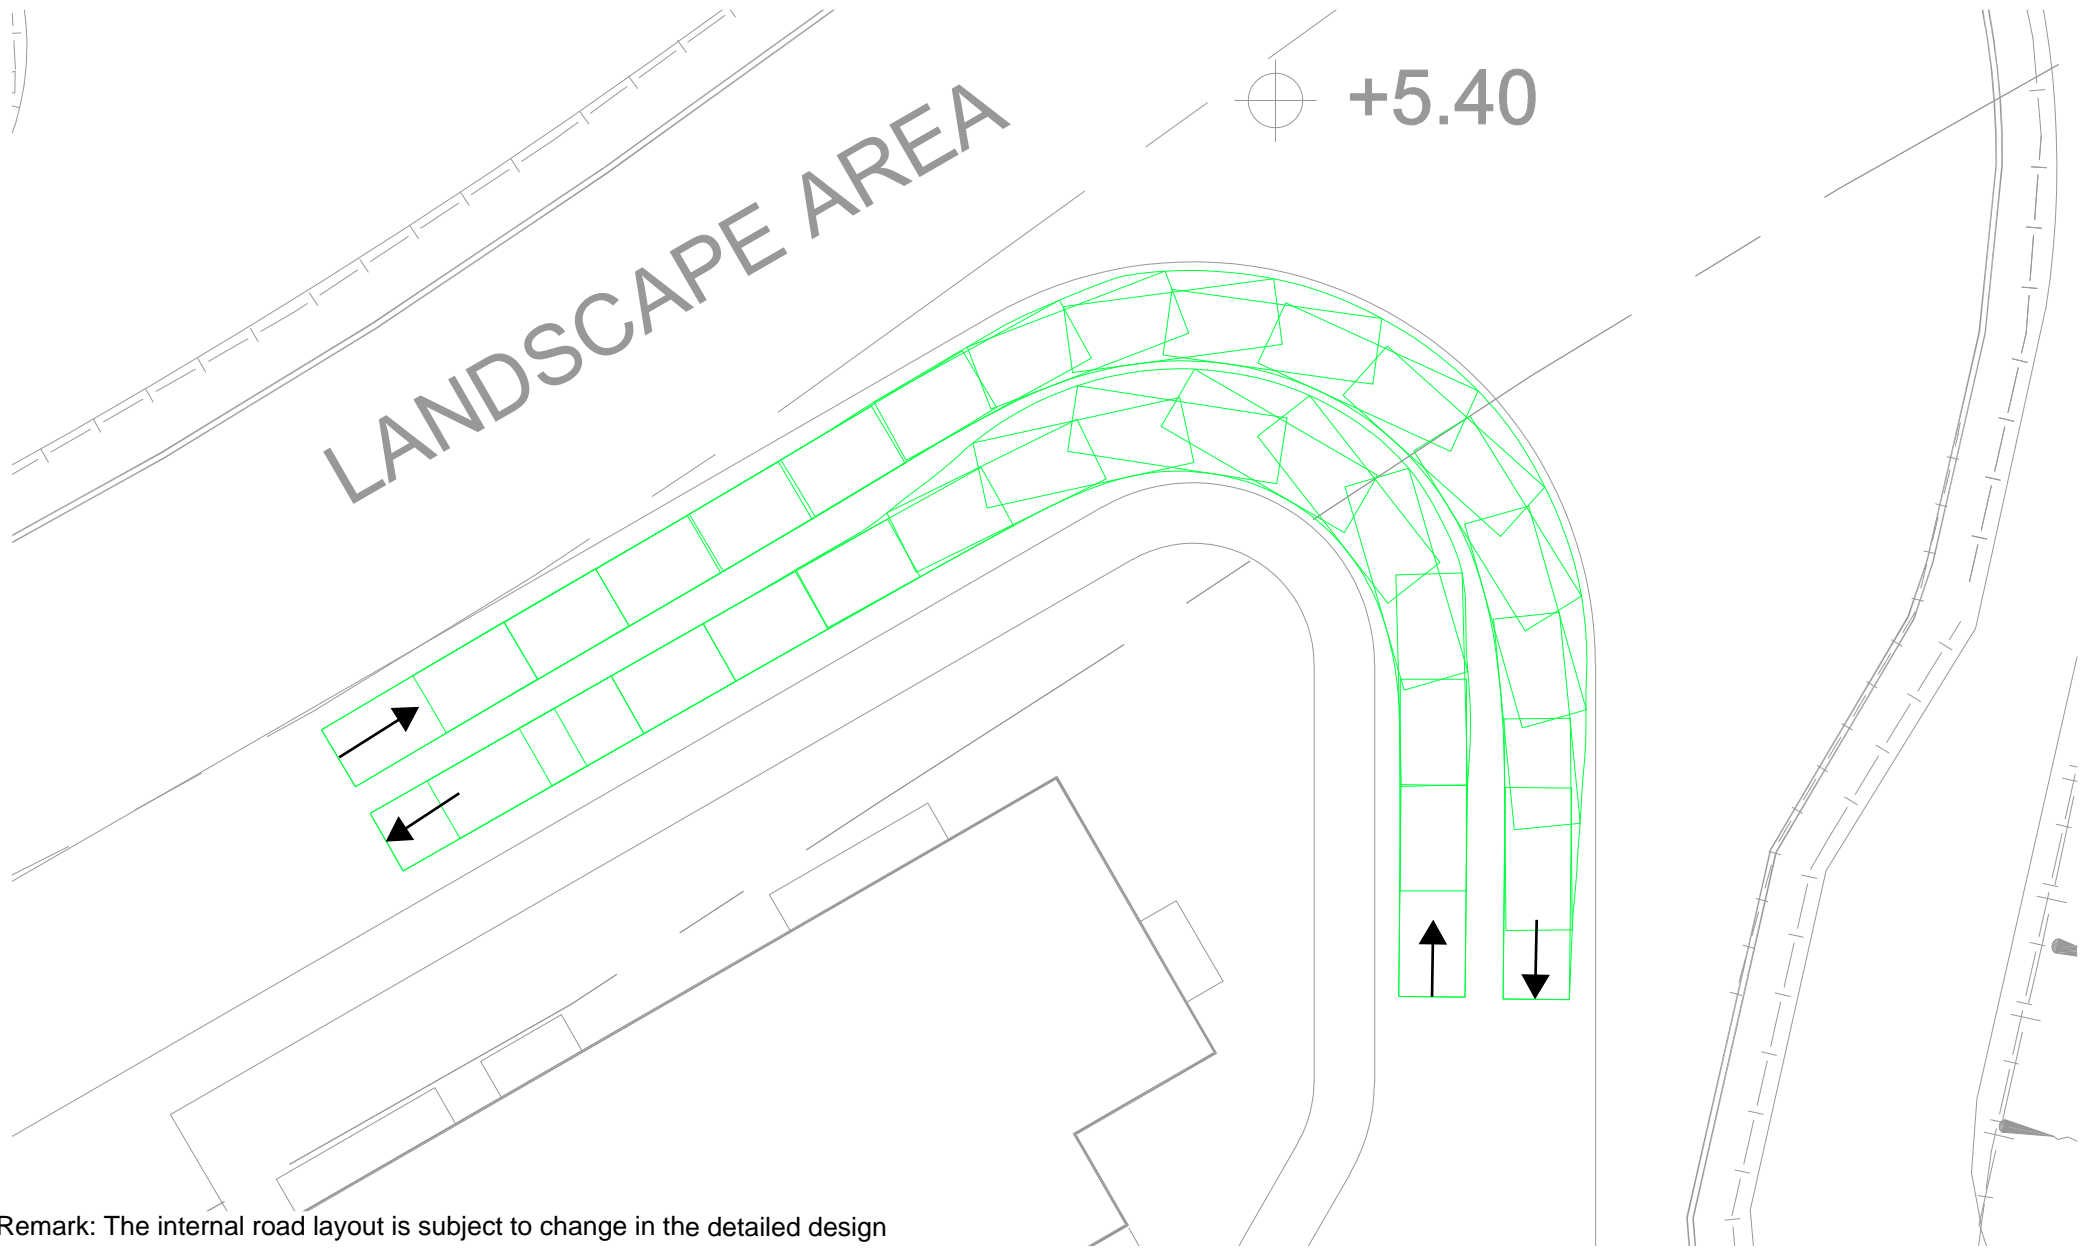 +5.40
LANDSCAPE AREA
Remark: The internal road layout is subject to change in the detailed design